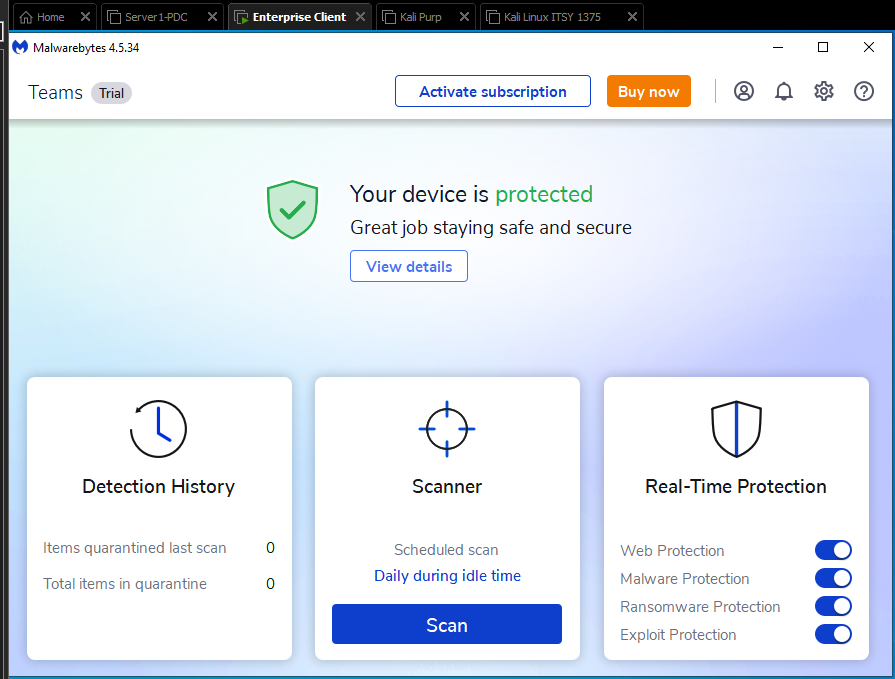 Home
Server1-PDC
Enterprise Client
Kali Purp
Kali Linux ITSY 1375
Malwarebytes 4.5.34
Teams Trial
Activate subscription
Buy now
Your device is protected
Great job staying safe and secure
View details
Detection History
Items quarantined last scan 0
Total items in quarantine 0
Scanner
Scheduled scan
Daily during idle time
Scan
Real-Time Protection
Web Protection
Malware Protection
Ransomware Protection
Exploit Protection